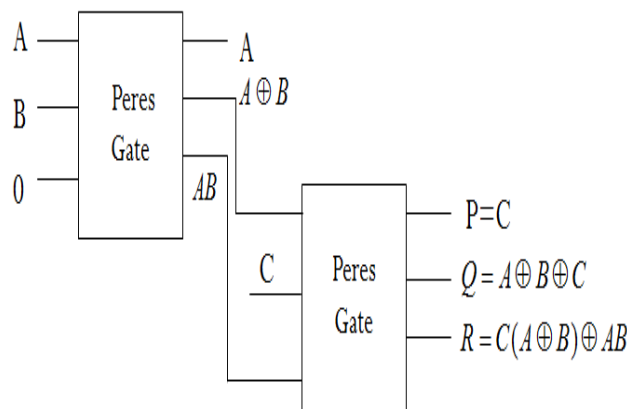 A
A
Peres
Gate
A⊕B
B
0
AB
P=C
C
Peres
Gate
Q=A⊕B⊕C
R=C(A⊕B)⊕AB